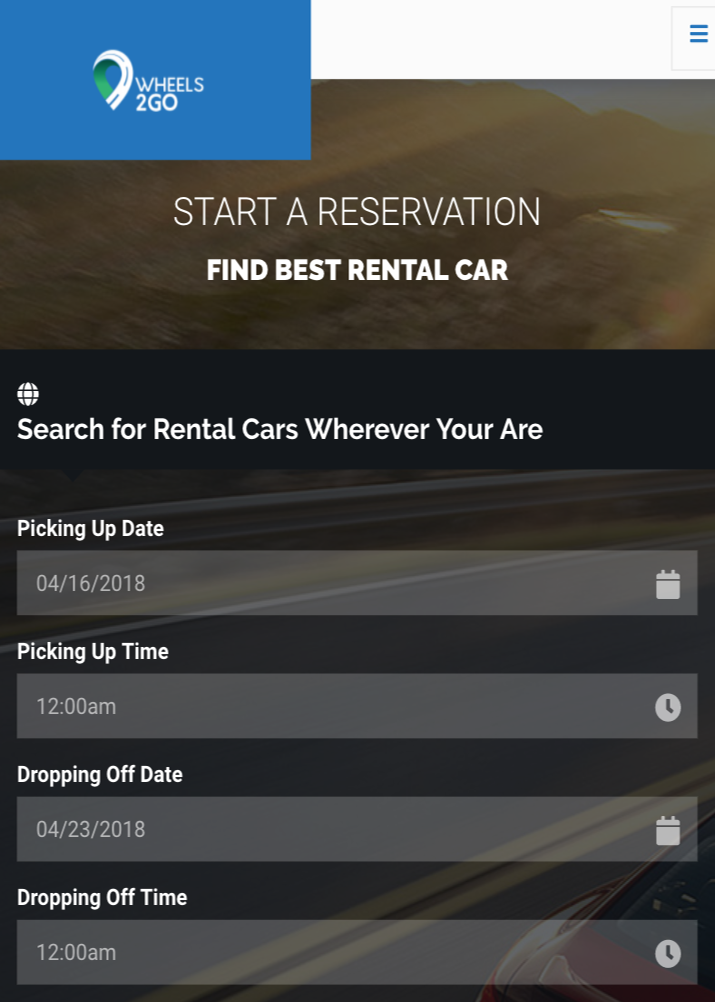 WHEELS
2GO
START A RESERVATION
FIND BEST RENTAL CAR
Search for Rental Cars Wherever Your Are
Picking Up Date
04/16/2018
Picking Up Time
12:00am
Dropping Off Date
04/23/2018
Dropping Off Time
12:00am